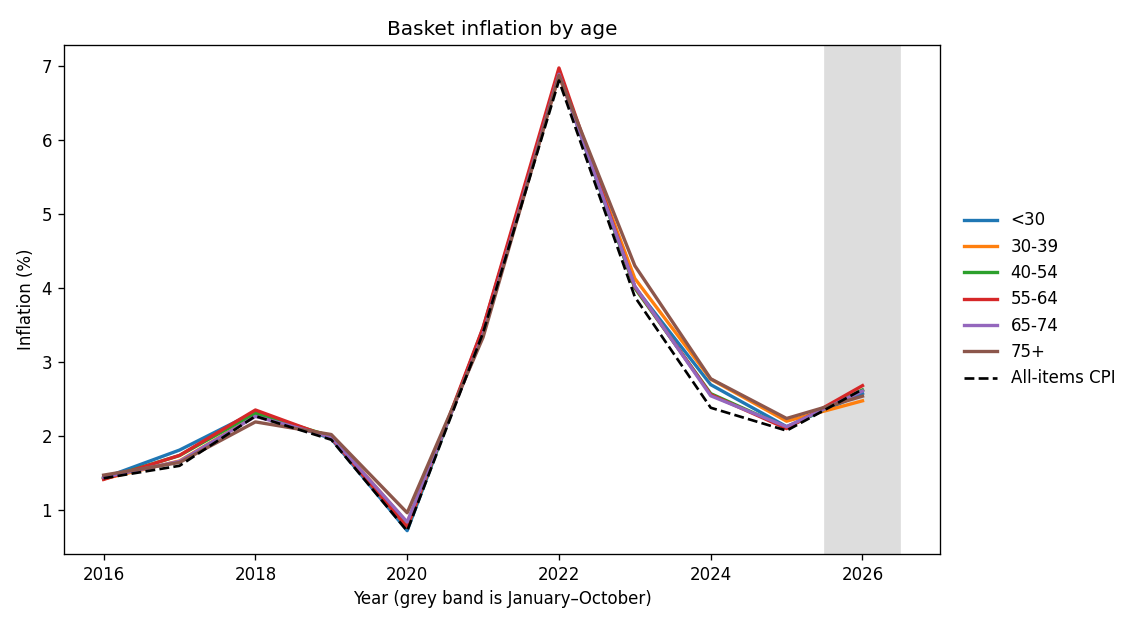 Basket inflation by age
Inflation (%)
7
6
5
4
3
2
1
2016 2018 2020 2022 2024 2026
Year (grey band is January–October)
<30
30-39
40-54
55-64
65-74
75+
All-items CPI